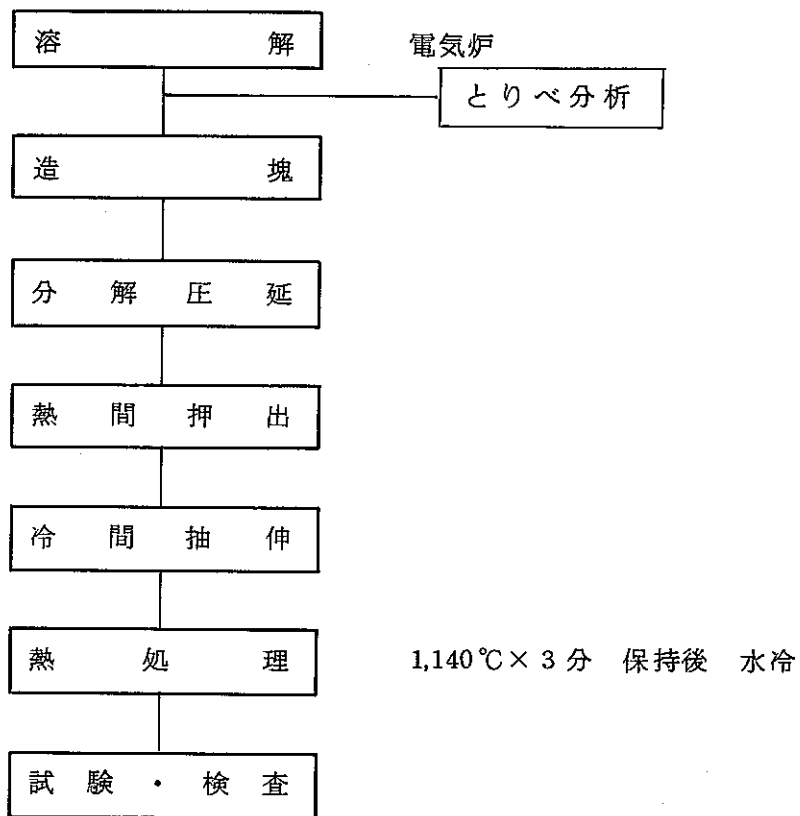 溶解 電気炉
とりべ分析
造塊
分解圧延
熱間押出
冷間抽伸
熱処理 1,140℃×3分 保持後 水冷
試験・検査